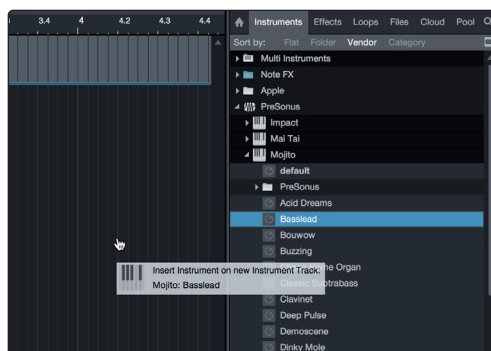 3.4
4
4.2
4.3
4.4
Instruments Effects Loops Files Cloud Pool
Sort by: Flat Folder Vendor Category
Multi Instruments
Note FX
Apple
PreSonus
Impact
Mai Tai
Mojito
default
PreSonus
Acid Dreams
Basslead
Bouwow
Buzzing
Organ
Insert Instrument on new Instrument Track:
Classic Subtrabass
Mojito: Basslead
Clavinet
Deep Pulse
Demoscene
Dinky Mole